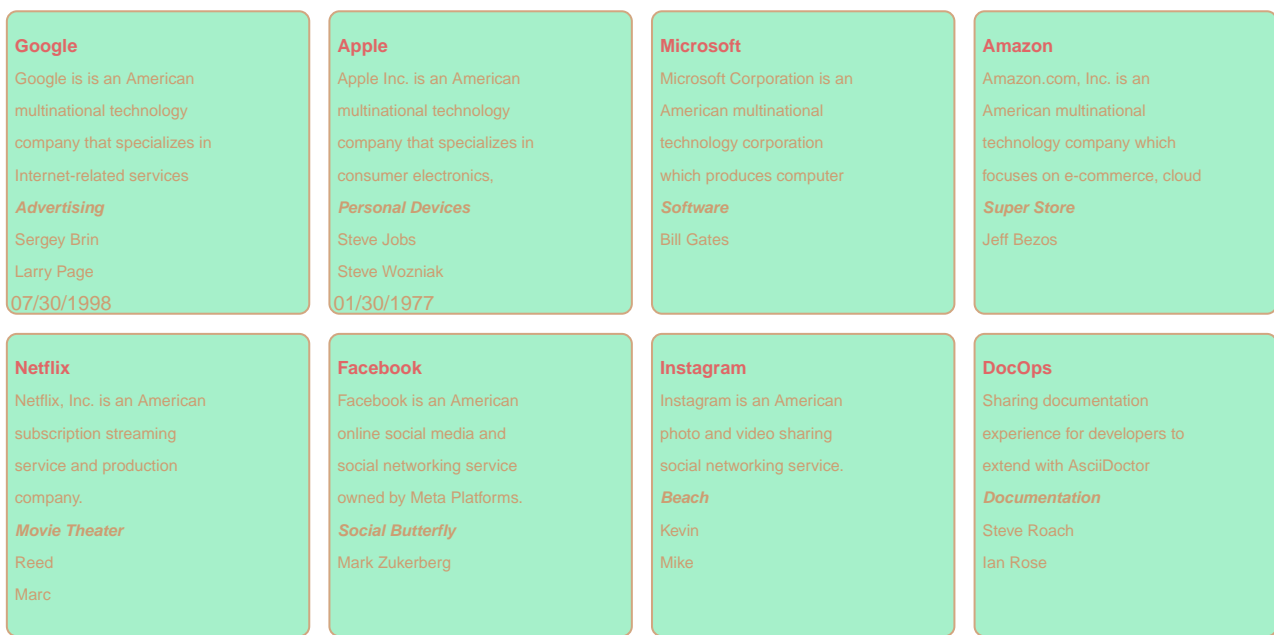 Google
Google is is an American
multinational technology
company that specializes in
Internet-related services
Advertising
Sergey Brin
Larry Page
07/30/1998
Apple
Apple Inc. is an American
multinational technology
company that specializes in
consumer electronics,
Personal Devices
Steve Jobs
Steve Wozniak
01/30/1977
Microsoft
Microsoft Corporation is an
American multinational
technology corporation
which produces computer
Software
Bill Gates
Amazon
Amazon.com, Inc. is an
American multinational
technology company which
focuses on e-commerce, cloud
Super Store
Jeff Bezos
Netflix
Netflix, Inc. is an American
subscription streaming
service and production
company.
Movie Theater
Reed
Marc
Facebook
Facebook is an American
online social media and
social networking service
owned by Meta Platforms.
Social Butterfly
Mark Zukerberg
Instagram
Instagram is an American
photo and video sharing
social networking service.
Beach
Kevin
Mike
DocOps
Sharing documentation
experience for developers to
extend with AsciiDoctor
Documentation
Steve Roach
Ian Rose